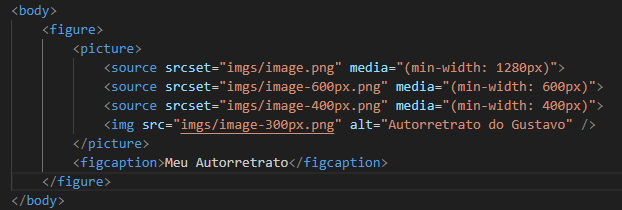 <body>
<figure>
<picture>
<source srcset="imgs/image.png" media="(min-width: 1280px)">
<source srcset="imgs/image-600px.png" media="(min-width: 600px)">
<source srcset="imgs/image-400px.png" media="(min-width: 400px)">
<img src="imgs/image-300px.png" alt="Autorretrato do Gustavo" />
</picture>
<figcaption>Meu Autorretrato</figcaption>
</figure>
</body>